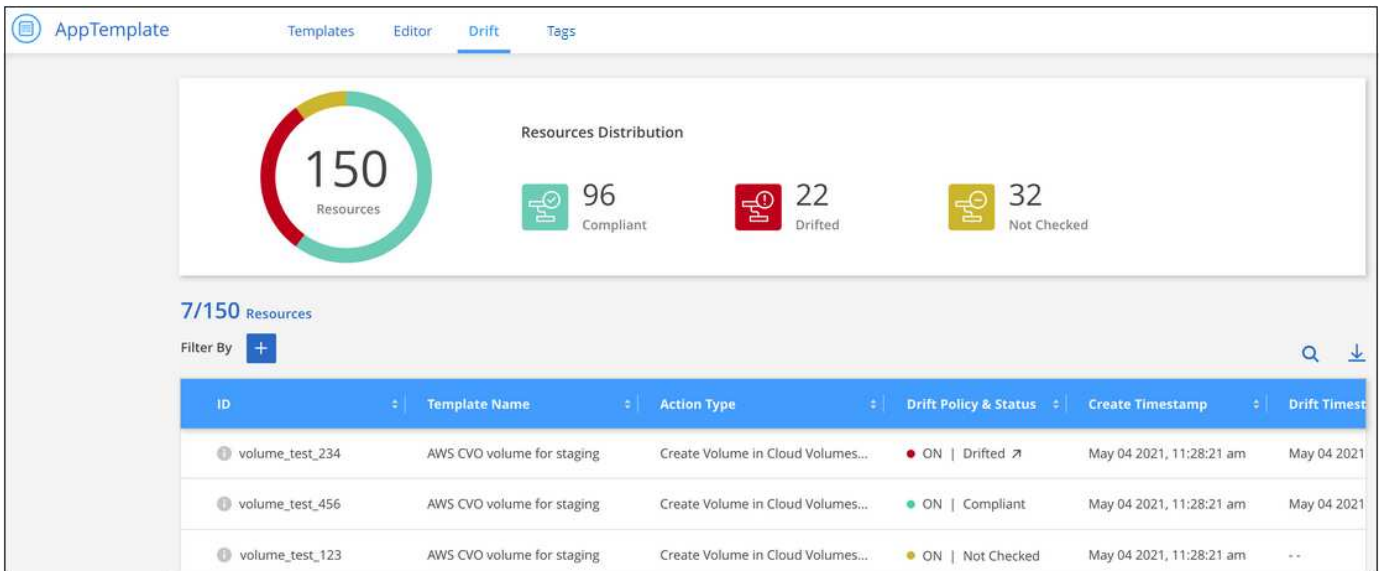 AppTemplate Templates Editor Drift Tags
150
Resources
Resources Distribution
96
Compliant
22
Drifted
32
Not Checked
7/150 Resources
Filter By +
ID Template Name Action Type Drift Policy & Status Create Timestamp Drift Timest
volume_test_234 AWS CVO volume for staging Create Volume in Cloud Volumes... ON | Drifted May 04 2021, 11:28:21 am May 04 2021
volume_test_456 AWS CVO volume for staging Create Volume in Cloud Volumes... ON | Compliant May 04 2021, 11:28:21 am May 04 2021
volume_test_123 AWS CVO volume for staging Create Volume in Cloud Volumes... ON | Not Checked May 04 2021, 11:28:21 am - -